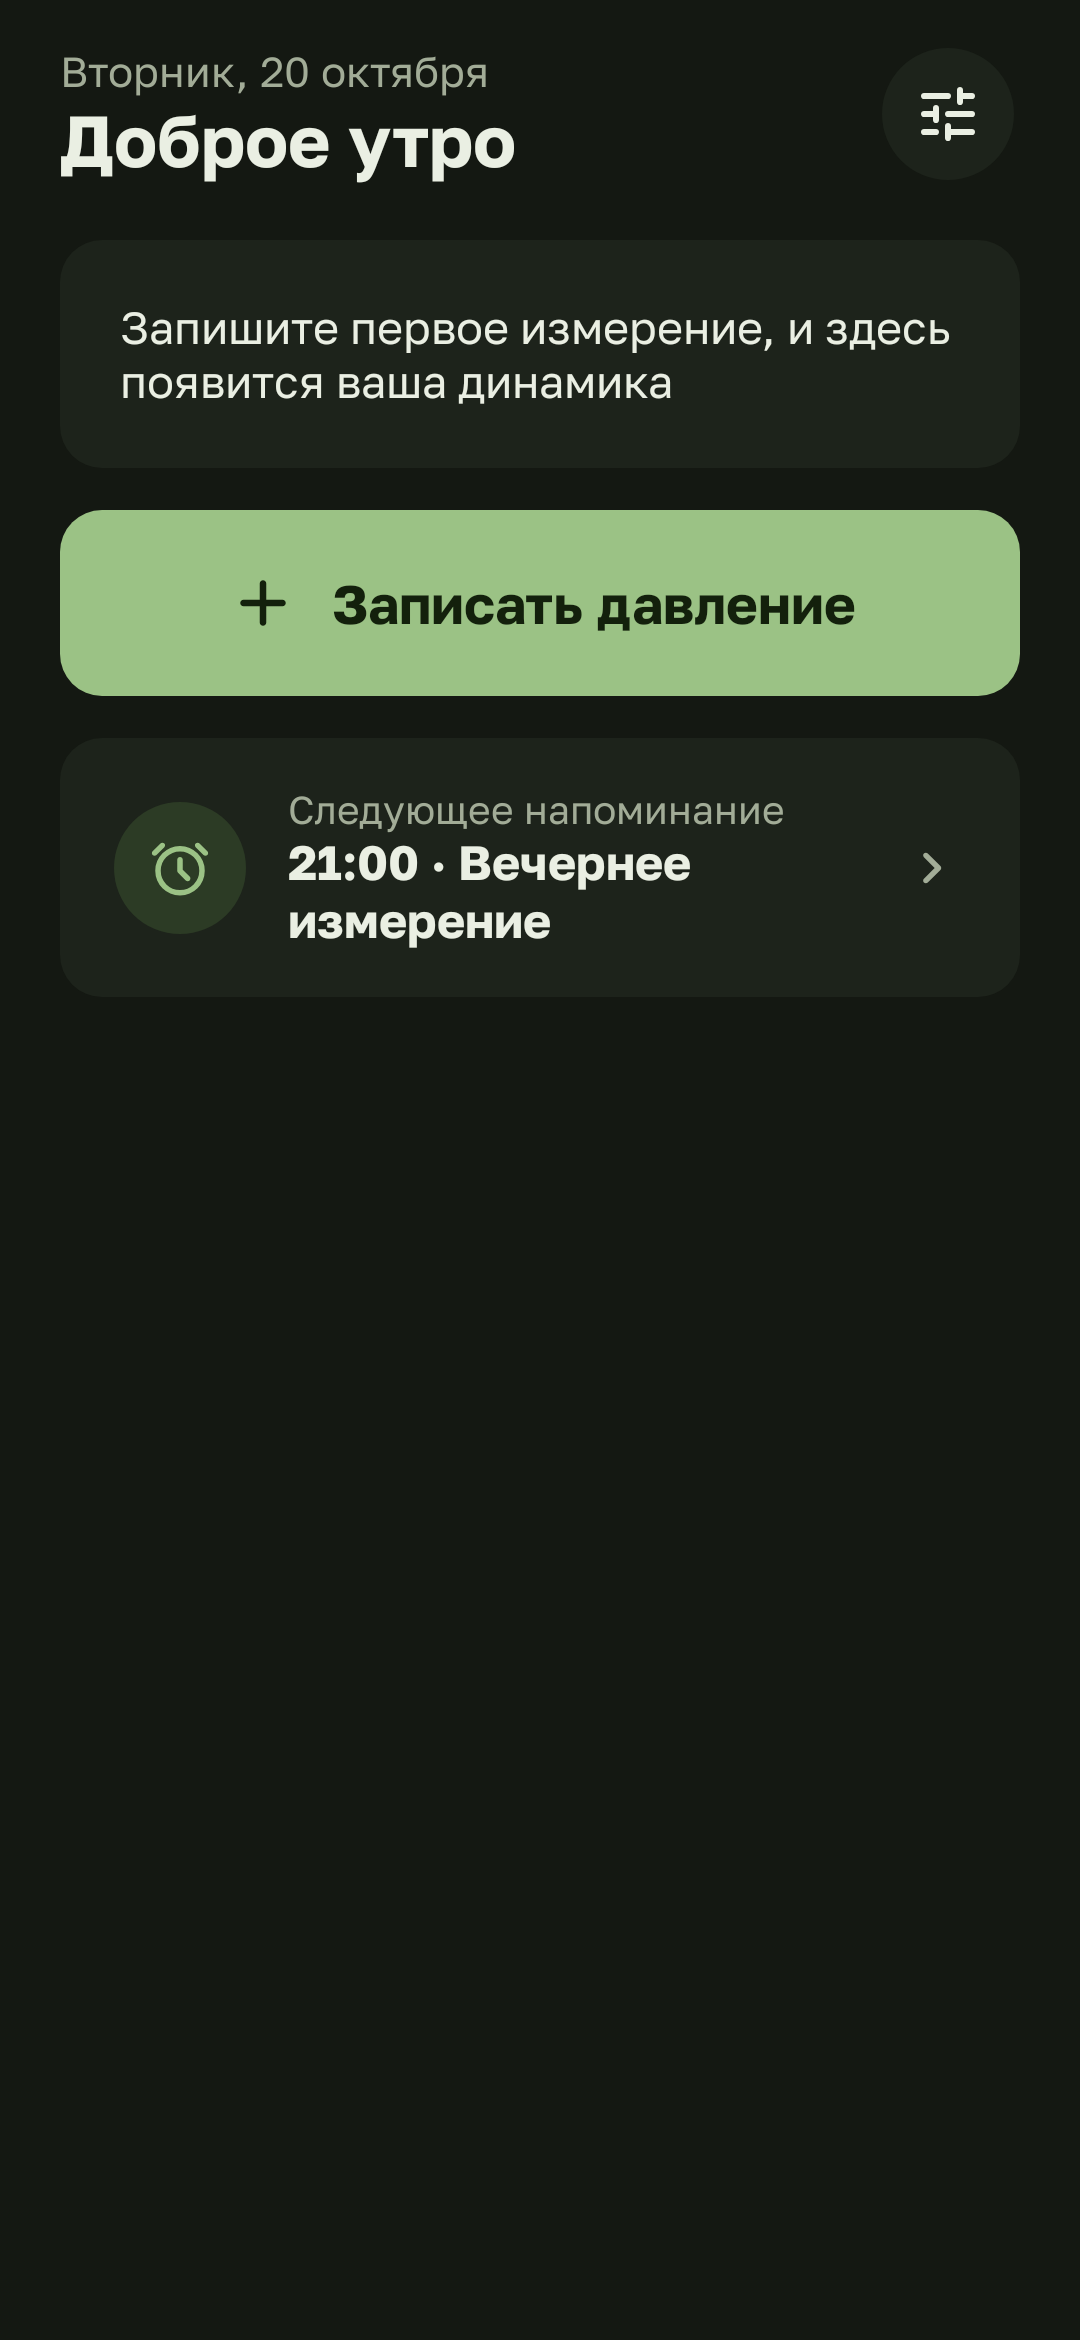 Вторник, 20 октября
Доброе утро
Запишите первое измерение, и здесь
появится ваша динамика
Записать давление
Следующее напоминание
21:00 · Вечернее
измерение